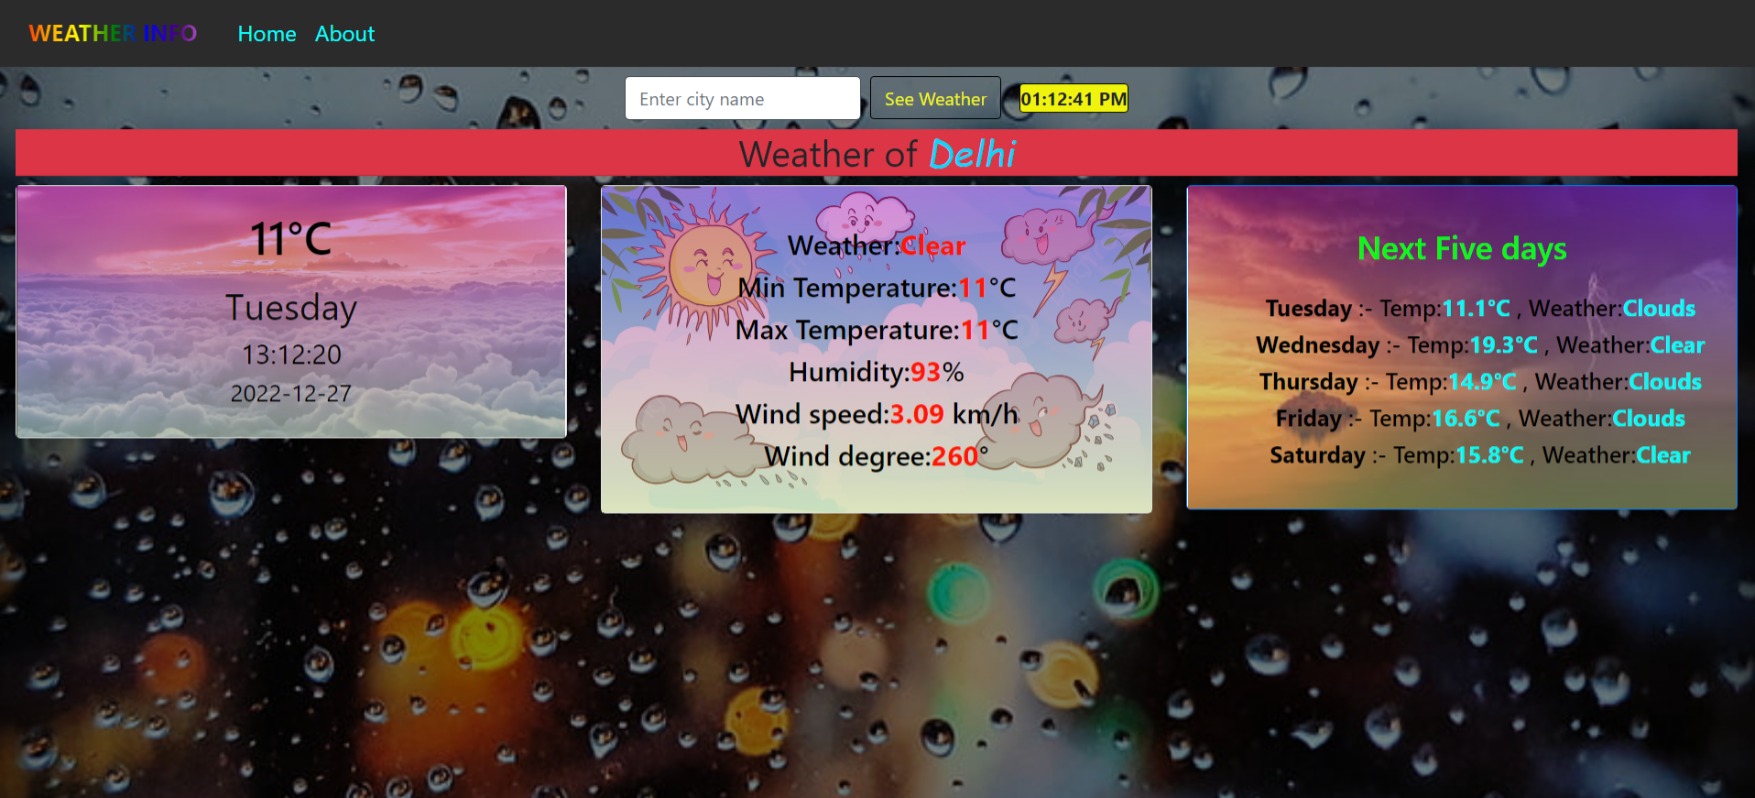 WEATHER INFO
Home
About
Enter city name
See Weather
01:12:41 PM
Weather of Delhi
11°C
Tuesday
13:12:20
2022-12-27
Weather:Clear
Min Temperature:11°C
Max Temperature:11°C
Humidity:93%
Wind speed:3.09 km/h
Wind degree:260°
Next Five days
Tuesday :- Temp:11.1°C , Weather:Clouds
Wednesday :- Temp:19.3°C , Weather:Clear
Thursday :- Temp:14.9°C , Weather:Clouds
Friday :- Temp:16.6°C , Weather:Clouds
Saturday :- Temp:15.8°C , Weather:Clear